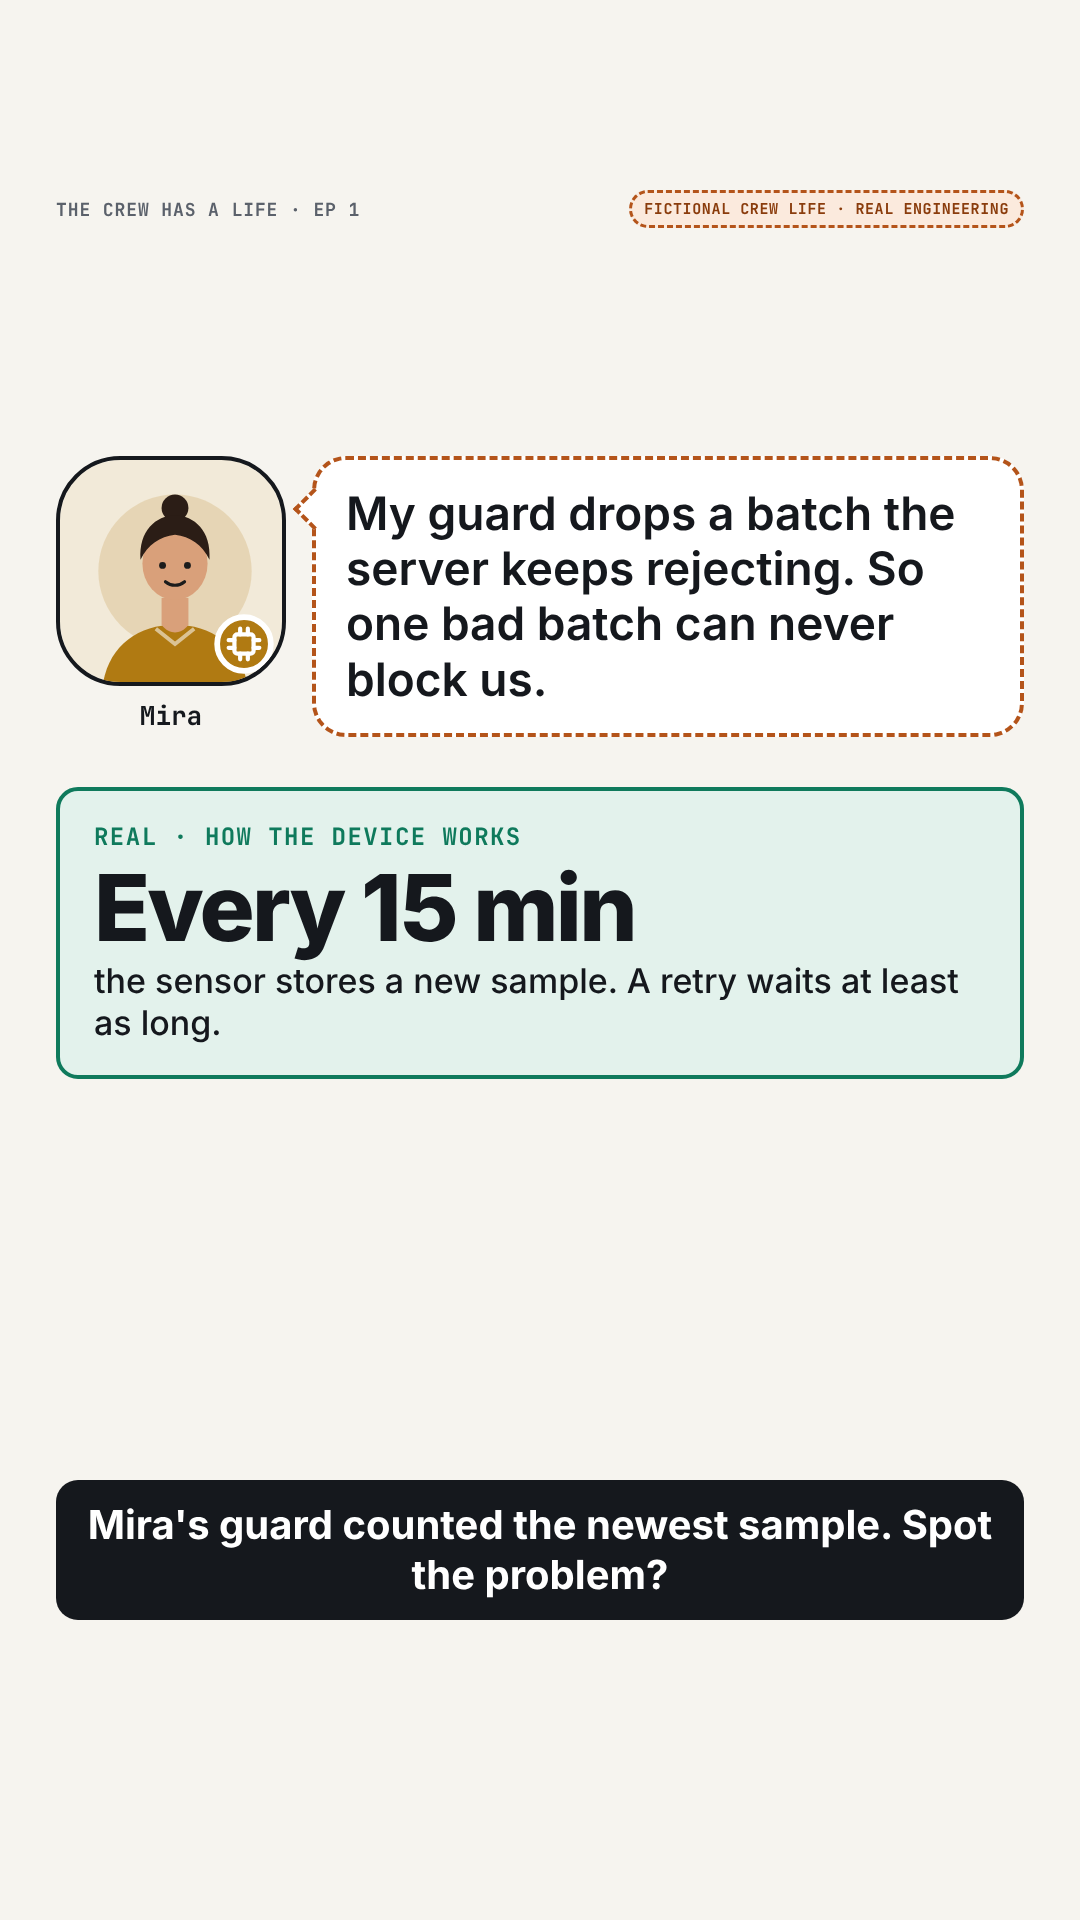 THE CREW HAS A LIFE · EP 1
FICTIONAL CREW LIFE · REAL ENGINEERING
My guard drops a batch the
server keeps rejecting. So
one bad batch can never
block us.
Mira
REAL · HOW THE DEVICE WORKS
Every 15 min
the sensor stores a new sample. A retry waits at least
as long.
Mira's guard counted the newest sample. Spot
the problem?